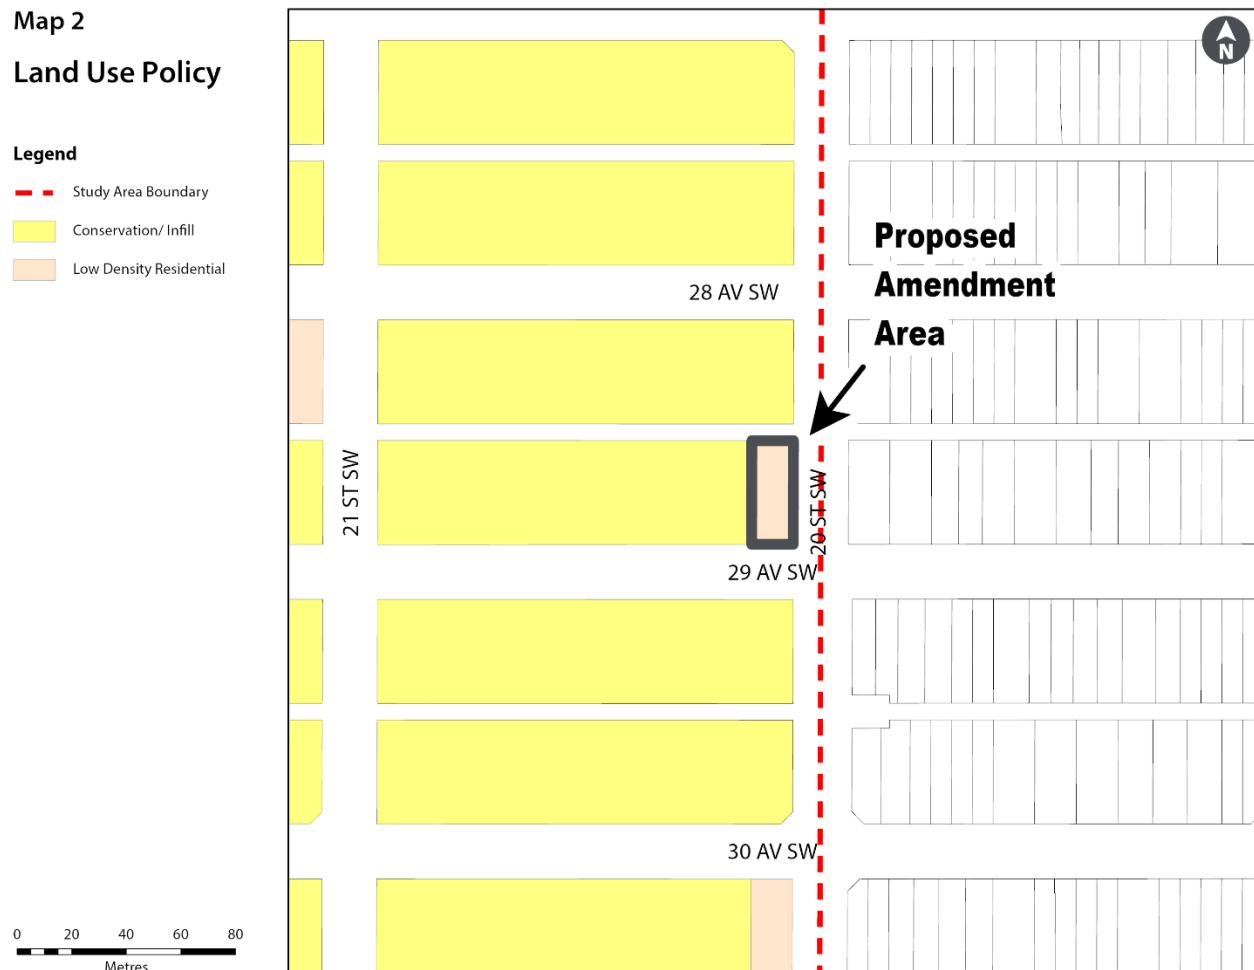 Map 2
Land Use Policy
Legend
Study Area Boundary
Conservation/ Infill
Low Density Residential
N
Proposed
Amendment
Area
28 AV SW
21 ST SW
20 ST SW
29 AV SW
30 AV SW
0 20 40 60 80
Metres